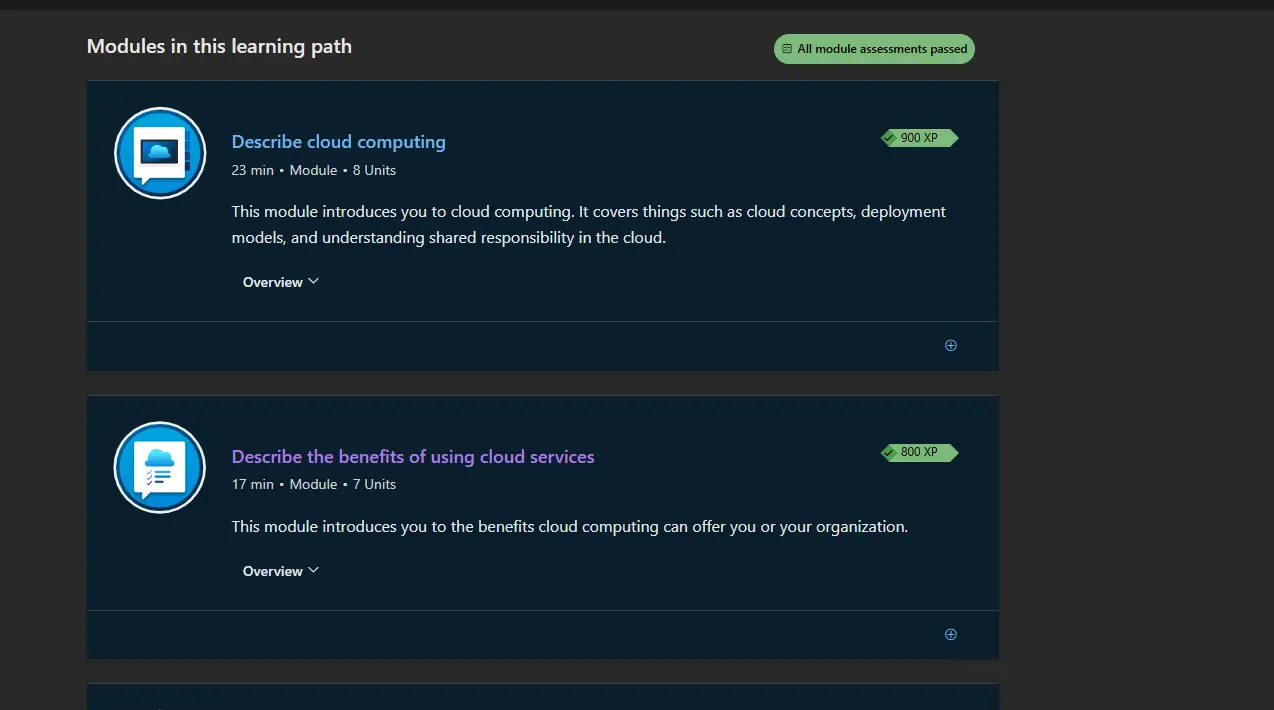 Modules in this learning path
All module assessments passed
Describe cloud computing
900 XP
23 min • Module • 8 Units
This module introduces you to cloud computing. It covers things such as cloud concepts, deployment
models, and understanding shared responsibility in the cloud.
Overview
Describe the benefits of using cloud services
800 XP
17 min • Module • 7 Units
This module introduces you to the benefits cloud computing can offer you or your organization.
Overview